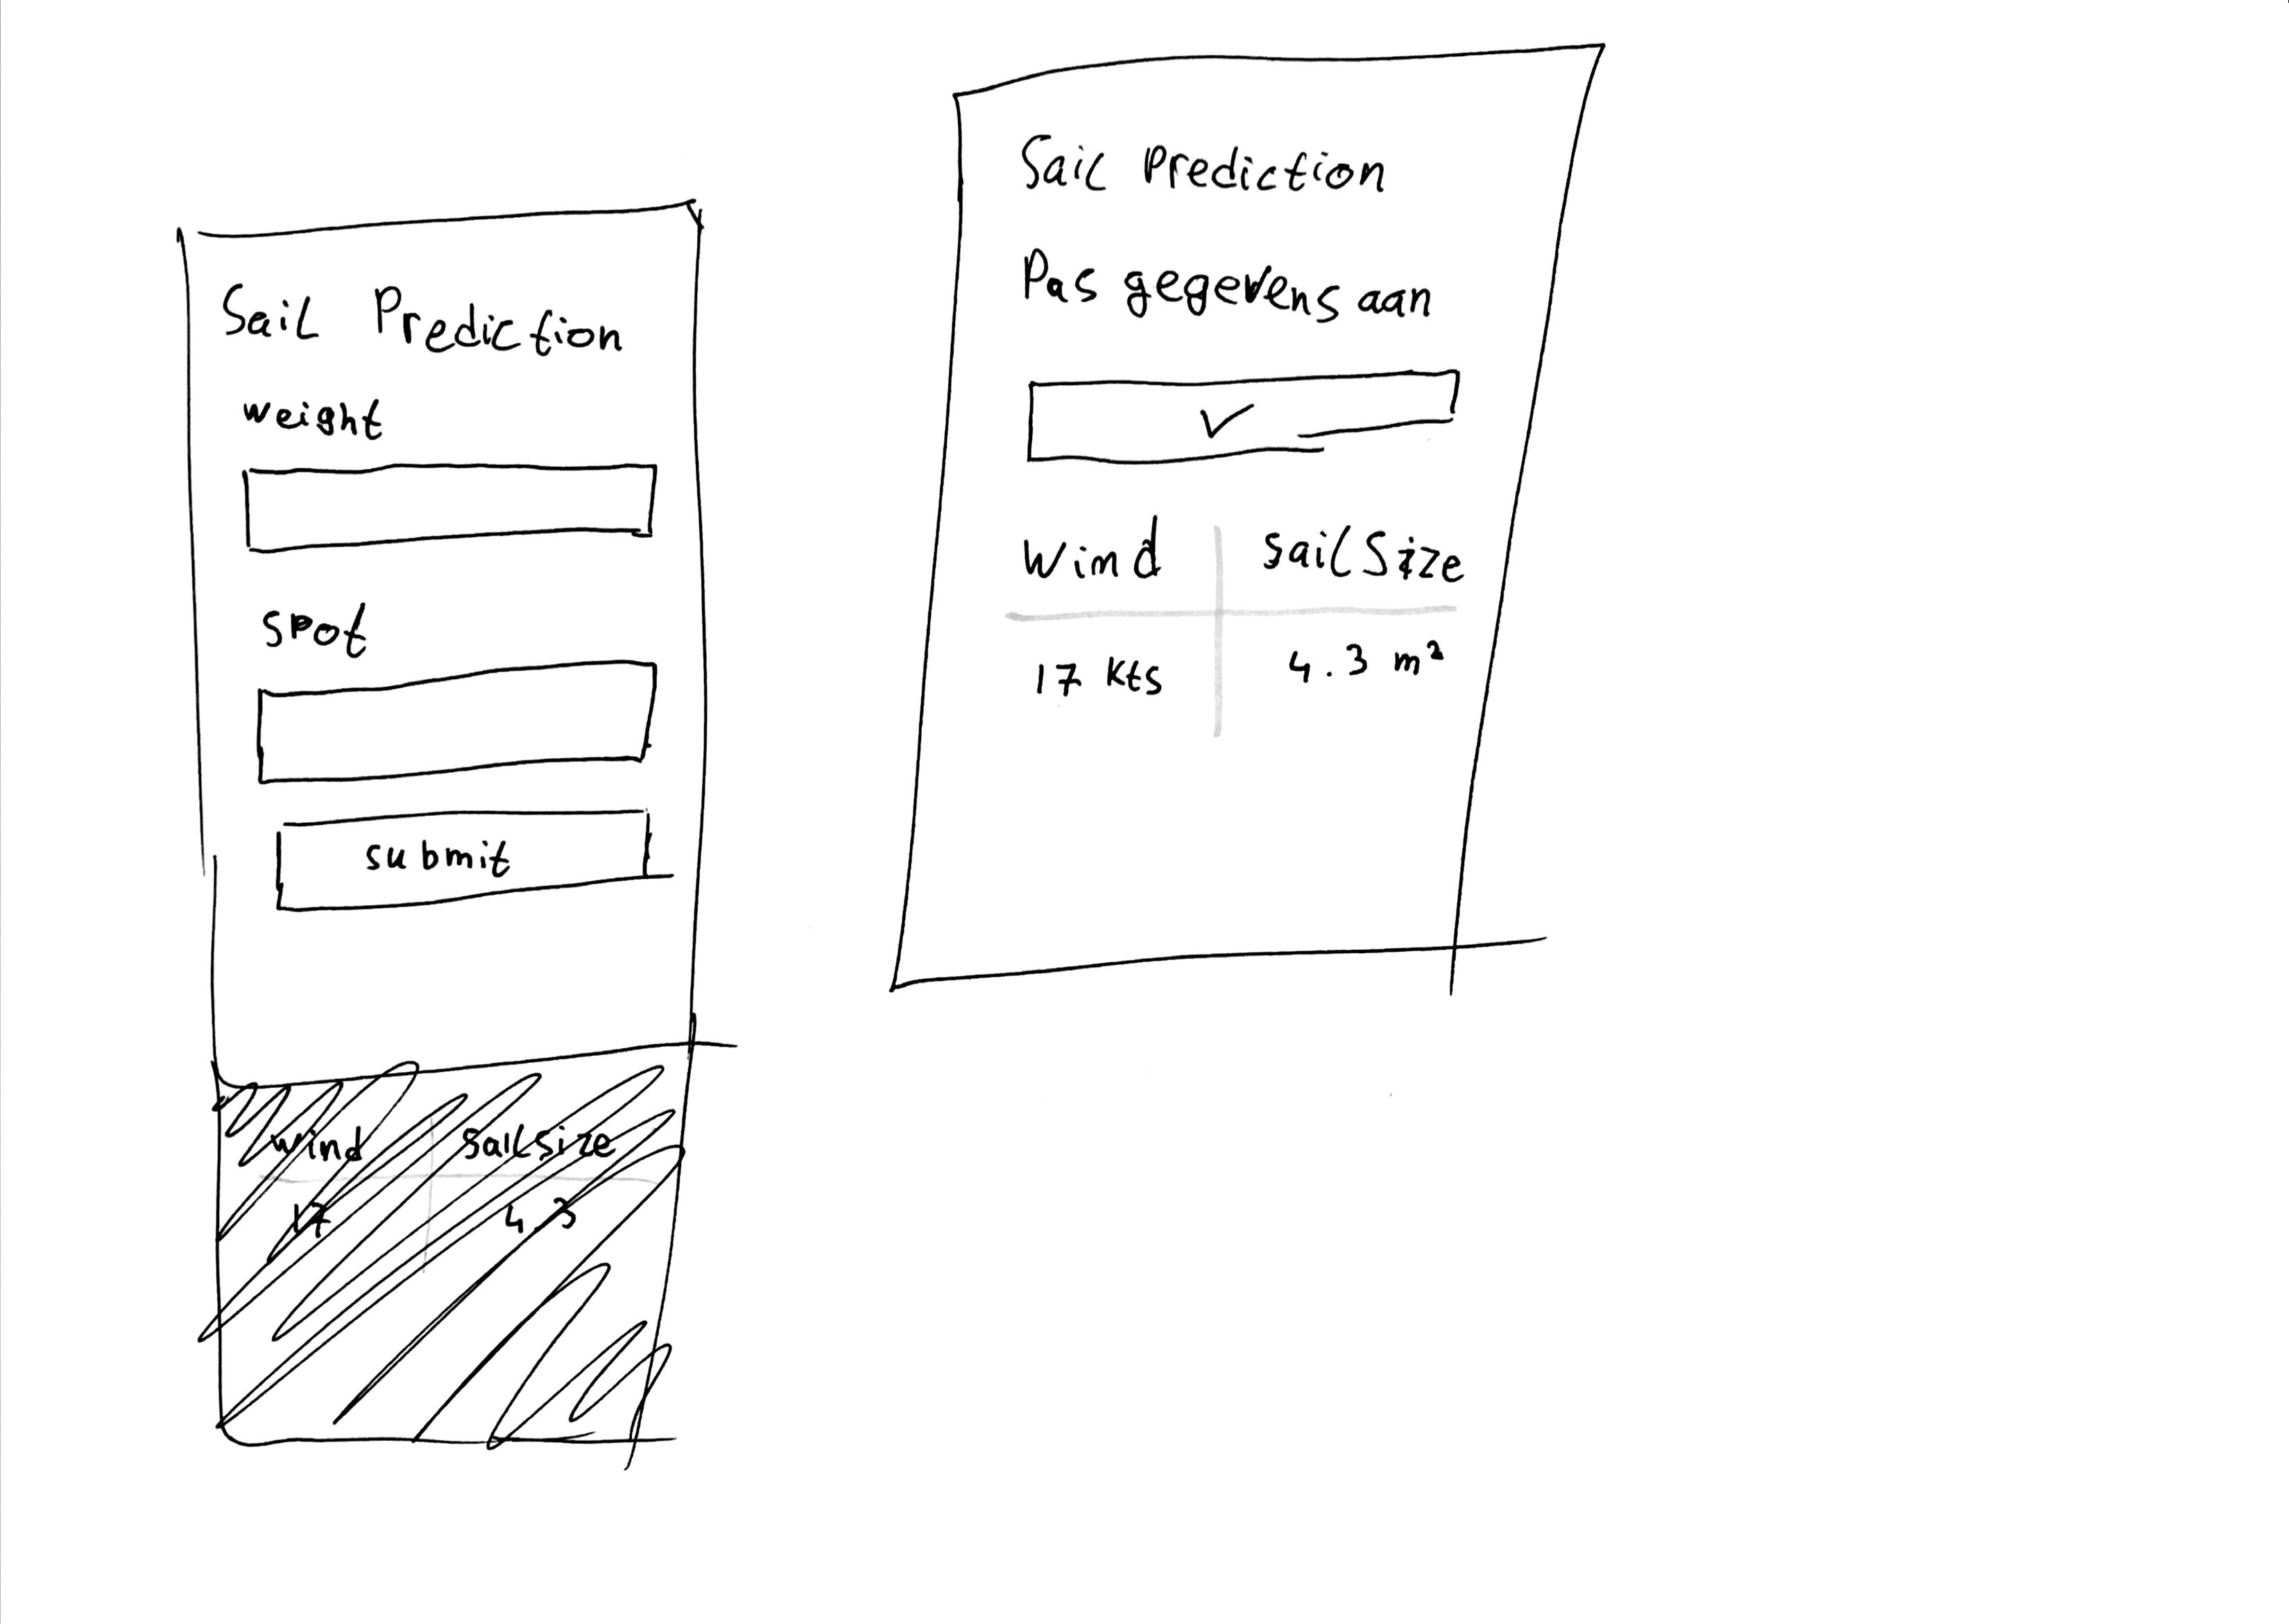 Sail Prediction
weight
spot
submit
wind sailsize
17 4.3
Sail Prediction
Pas gegevens aan
Wind SailSize
17 Kts 4.3 m²